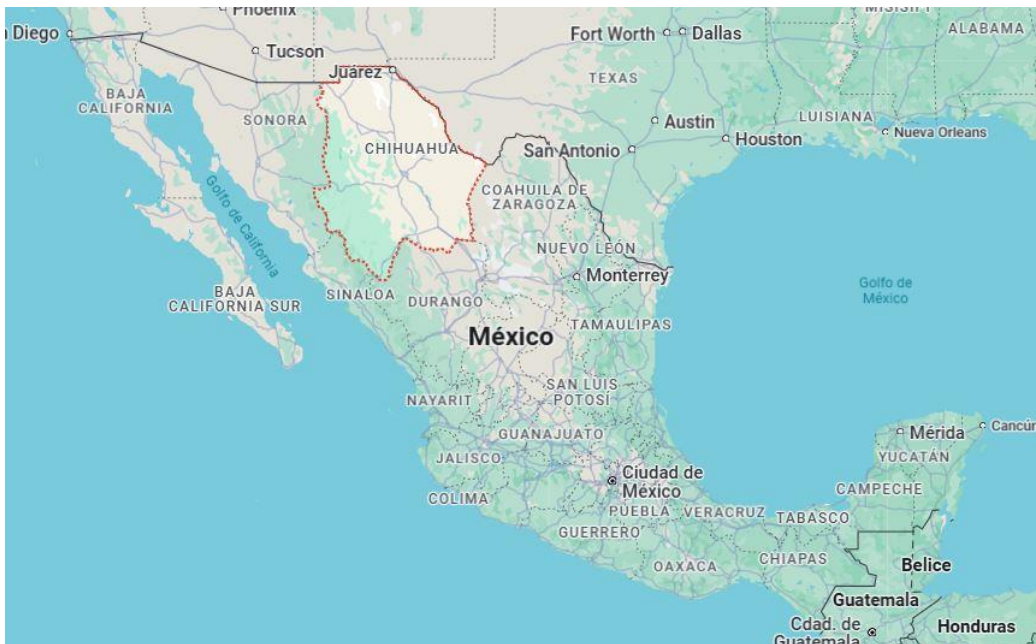 Phoenix
n Diego
Tucson
Juárez
Fort Worth
Dallas
MISISIPI
ALABAMA
BAJA
CALIFORNIA
SONORA
TEXAS
CHIHUAHUA
Austin
Houston
LUISIANA
Nueva Orleans
San Antonio
COAHUILA DE
ZARAGOZA
Golfo de California
NUEVO LEÓN
Monterrey
Golfo de
México
BAJA
CALIFORNIA SUR
SINALOA
DURANGO
TAMAULIPAS
México
SAN LUIS
POTOSÍ
NAYARIT
GUANAJUATO
Mérida
Cancún
YUCATÁN
JALISCO
Ciudad de
México
COLIMA
CAMPECHE
PUEBLA
VERACRUZ
TABASCO
GUERRERO
OAXACA
CHIAPAS
Belice
Guatemala
Cdad. de
Guatemala
Honduras